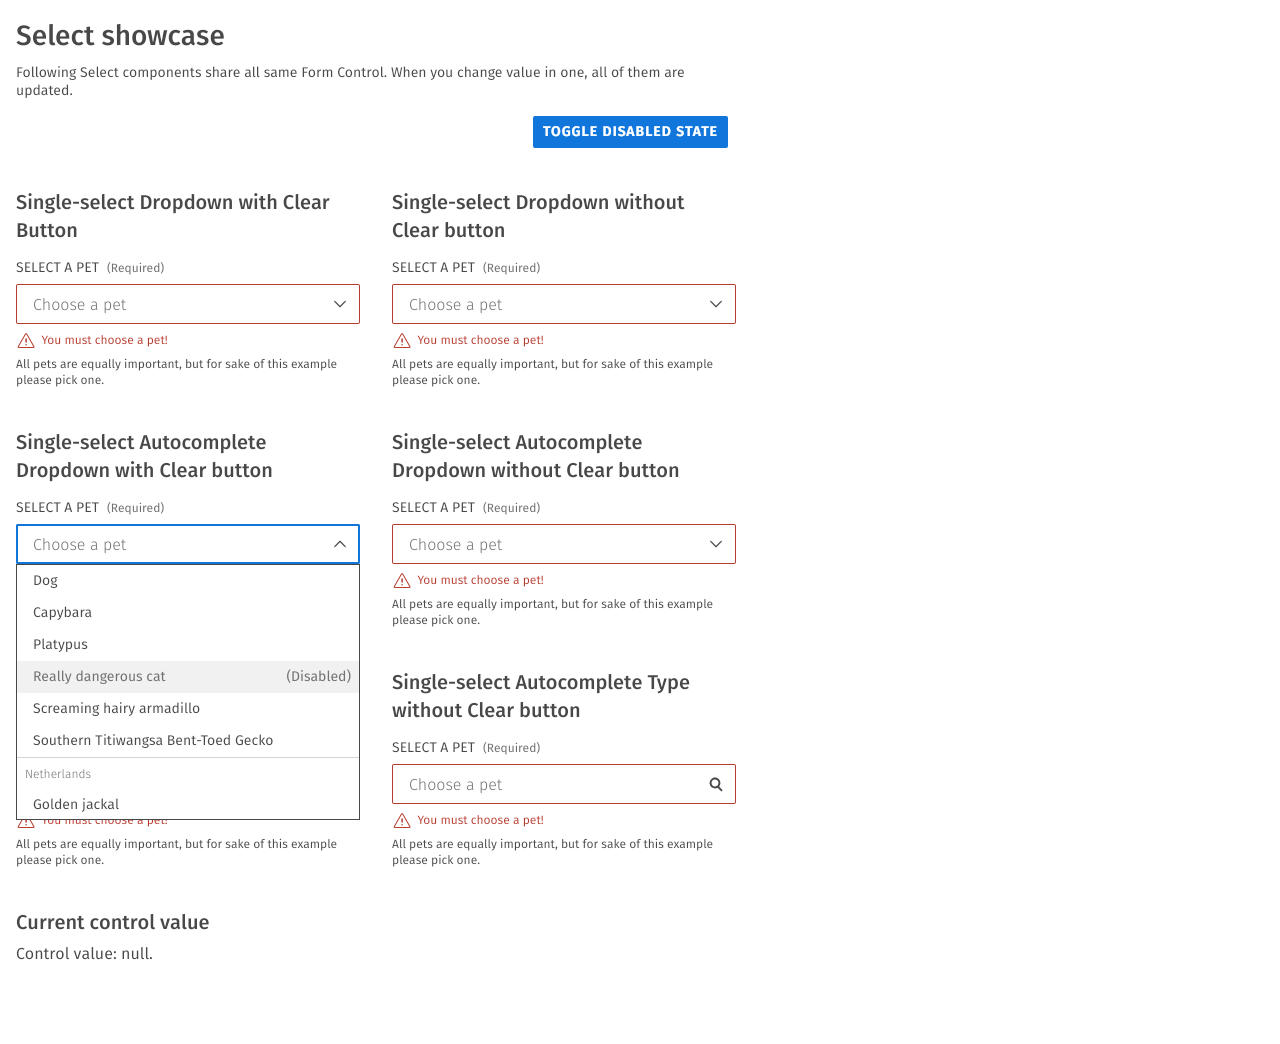 Select showcase
Following Select components share all same Form Control. When you change value in one, all of them are
updated.
TOGGLE DISABLED STATE
Single-select Dropdown with Clear
Button
SELECT A PET (Required)
Choose a pet
You must choose a pet!
All pets are equally important, but for sake of this example
please pick one.
Single-select Dropdown without
Clear button
SELECT A PET (Required)
Choose a pet
You must choose a pet!
All pets are equally important, but for sake of this example
please pick one.
Single-select Autocomplete
Dropdown with Clear button
SELECT A PET (Required)
Choose a pet
Dog
Capybara
Platypus
Really dangerous cat (Disabled)
Screaming hairy armadillo
Southern Titiwangsa Bent-Toed Gecko
Netherlands
Golden jackal
You must choose a pet!
All pets are equally important, but for sake of this example
please pick one.
Single-select Autocomplete
Dropdown without Clear button
SELECT A PET (Required)
Choose a pet
You must choose a pet!
All pets are equally important, but for sake of this example
please pick one.
Single-select Autocomplete Type
without Clear button
SELECT A PET (Required)
Choose a pet
You must choose a pet!
All pets are equally important, but for sake of this example
please pick one.
Current control value
Control value: null.